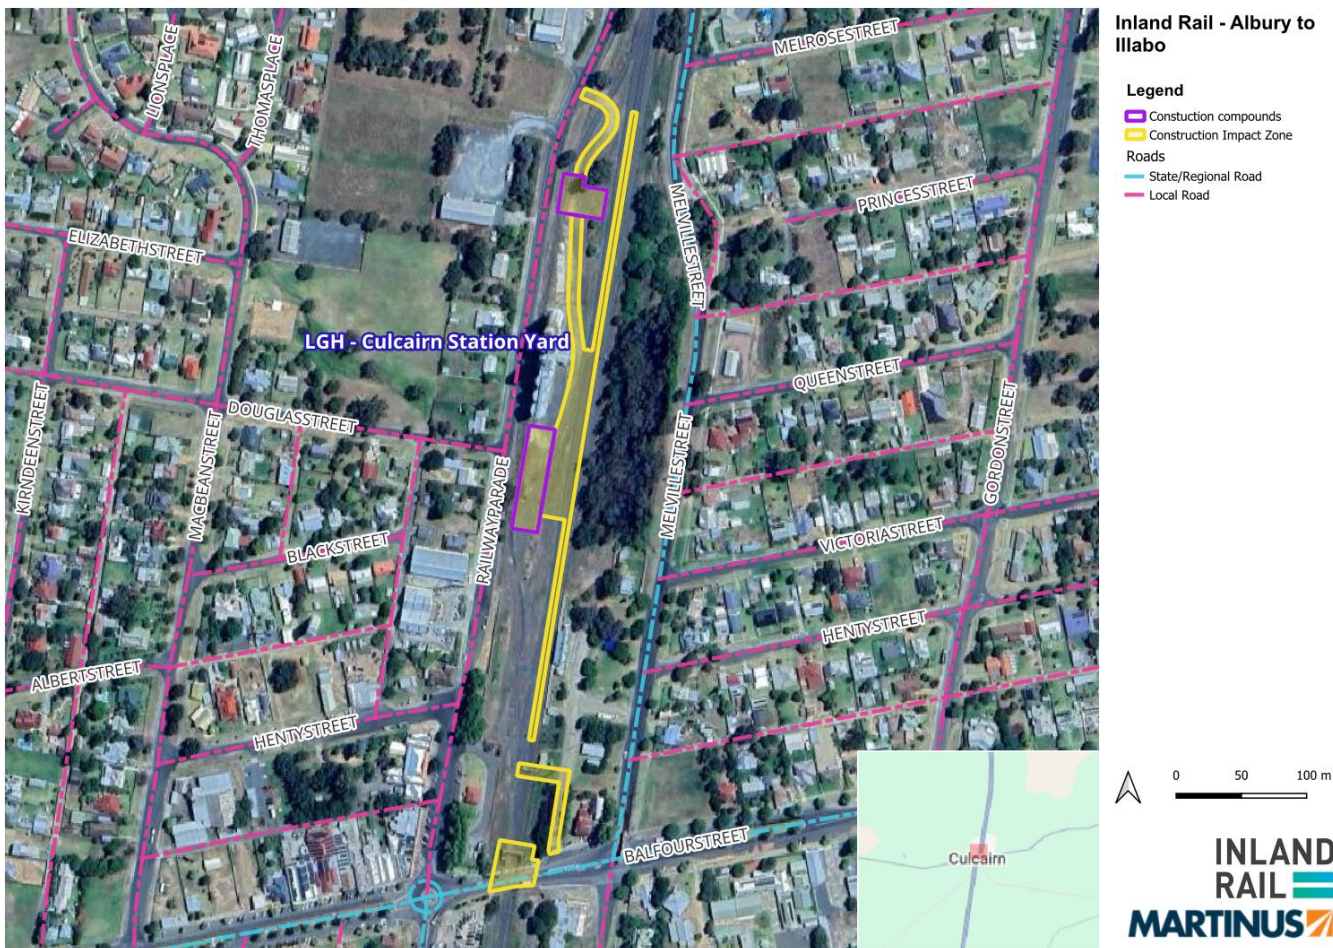 Inland Rail - Albury to
Illabo
Legend
Constuction compounds
Construction Impact Zone
Roads
State/Regional Road
Local Road
MELROSESTREET
LIONSPLACE
THOMASPLACE
PRINCESSTREET
MELVILLESTREET
ELIZABETHSTREET
LGH - Culcairn Station Yard
QUEENSTREET
KIRNDEENSTREET
DOUGLASSTREET
MACBEANSTREET
GORDONSTREET
RAILWAYPARADE
MELVILLESTREET
VICTORIASTREET
BLACKSTREET
HENTYSTREET
ALBERTSTREET
HENTYSTREET
BALFOURSTREET
Culcairn
0 50 100 m
INLAND
RAIL
MARTINUS